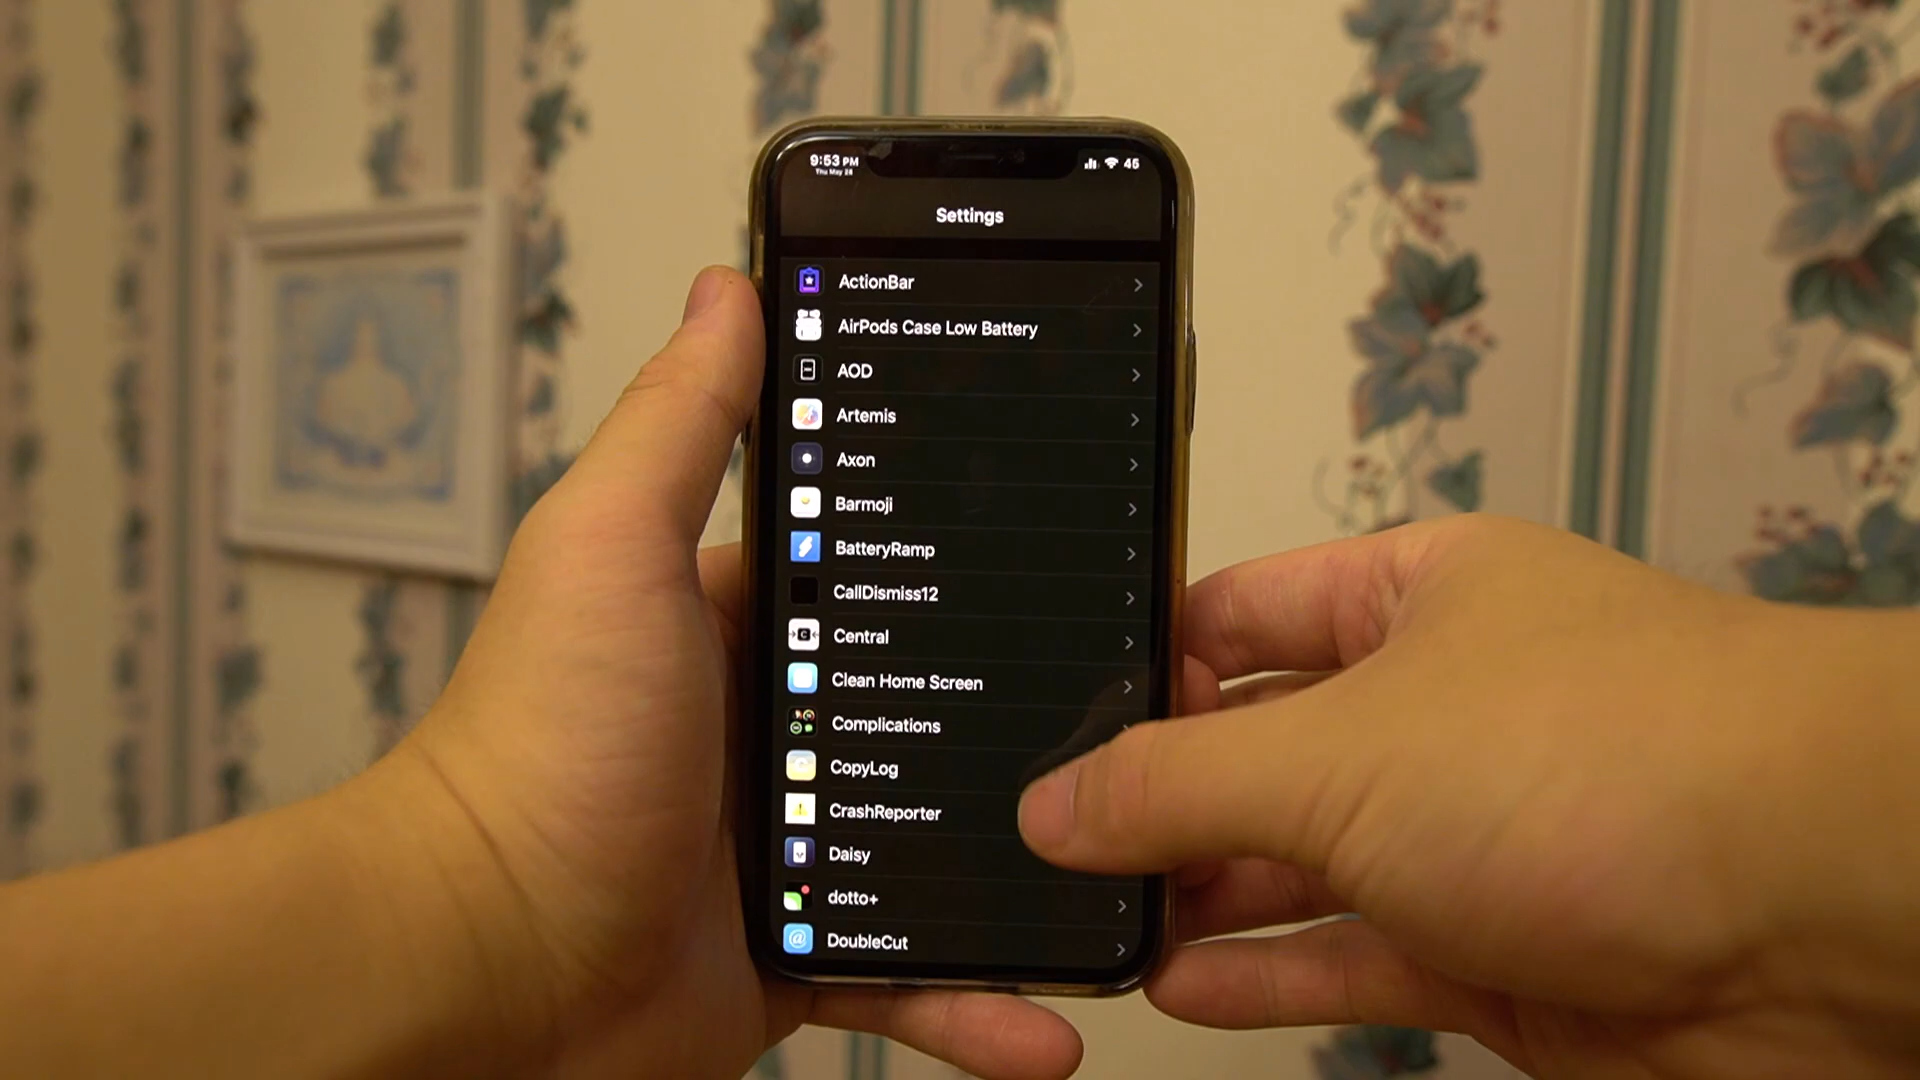 9:53 PM 45
Thu May 28
Settings
ActionBar
AirPods Case Low Battery
AOD
Artemis
Axon
Barmoji
BatteryRamp
CallDismiss12
Central
Clean Home Screen
Complications
CopyLog
CrashReporter
Daisy
dotto+
DoubleCut